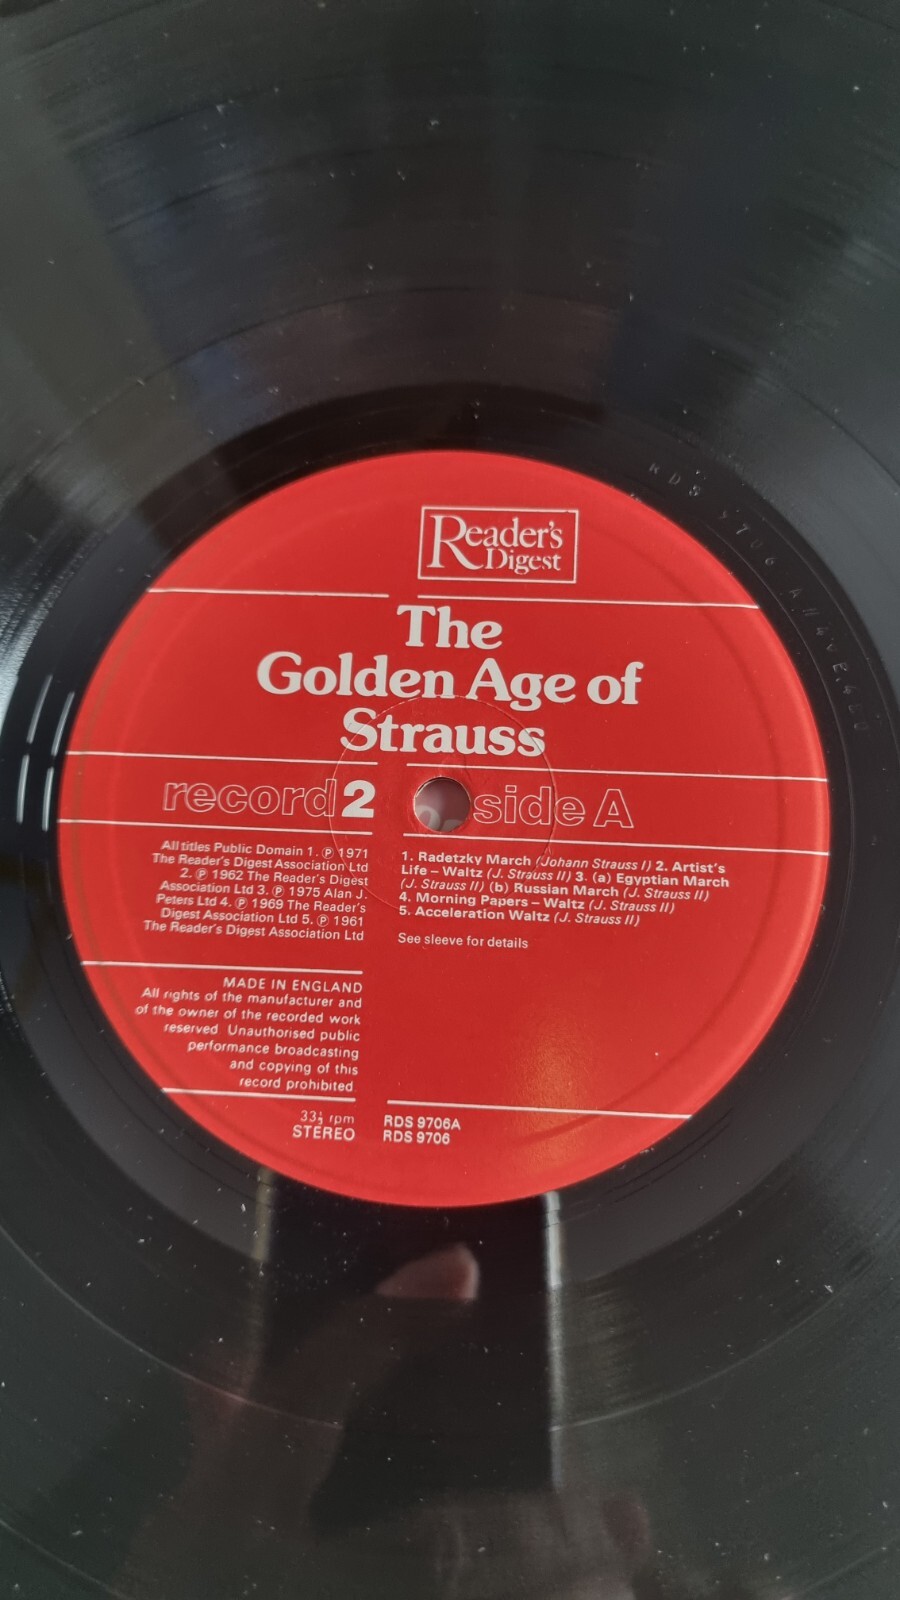 Reader's
Digest
The
Golden Age of
Strauss
record 2
side A
All titles Public Domain 1. ℗ 1971
The Reader's Digest Association Ltd
2. ℗ 1962 The Reader's Digest
Association Ltd 3. ℗ 1975 Alan J.
Peters Ltd 4. ℗ 1969 The Reader's
Digest Association Ltd 5. ℗ 1961
The Reader's Digest Association Ltd
1. Radetzky March (Johann Strauss I) 2. Artist's
Life – Waltz (J. Strauss II) 3. (a) Egyptian March
(J. Strauss II) (b) Russian March (J. Strauss II)
4. Morning Papers – Waltz (J. Strauss II)
5. Acceleration Waltz (J. Strauss II)
See sleeve for details
MADE IN ENGLAND
All rights of the manufacturer and
of the owner of the recorded work
reserved. Unauthorised public
performance broadcasting
and copying of this
record prohibited.
33⅓ rpm
STEREO
RDS 9706A
RDS 9706
RDS